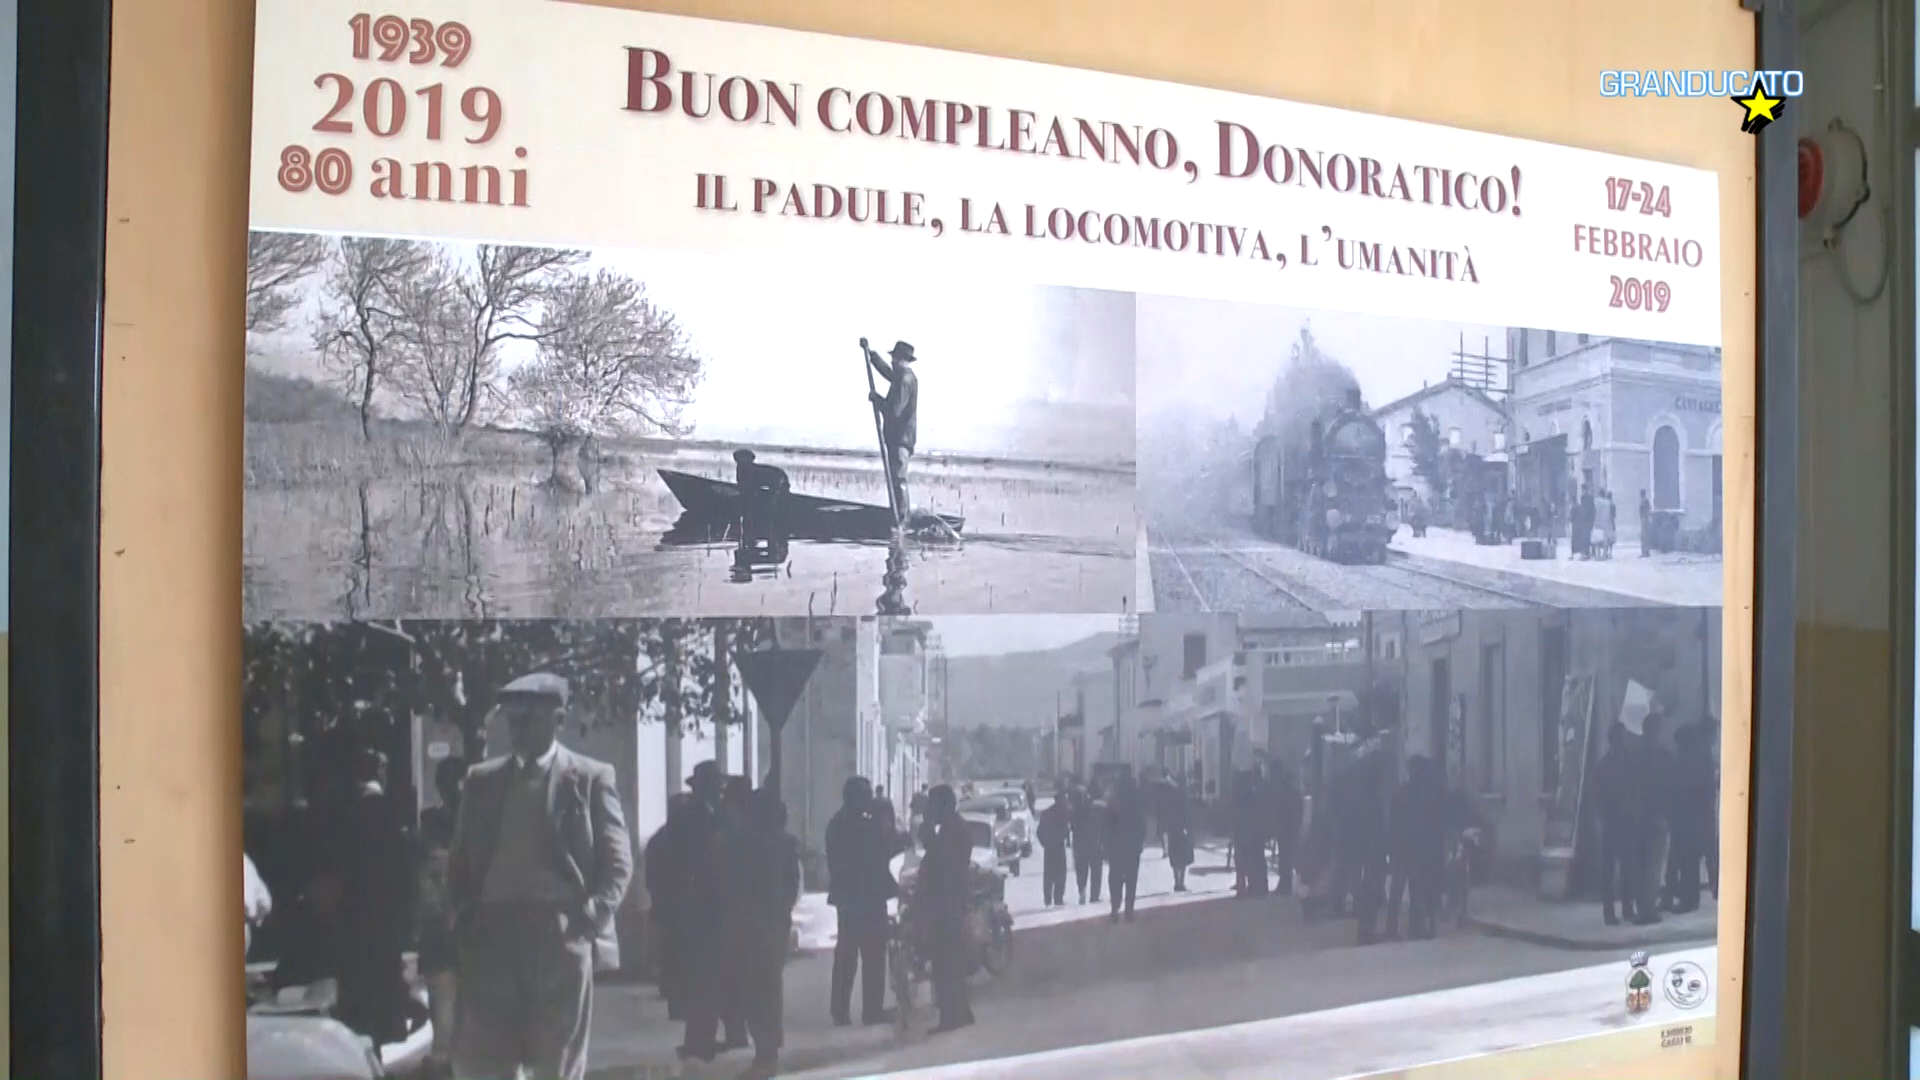 1939
2019
80 anni
BUON COMPLEANNO, DONORATICO!
IL PADULE, LA LOCOMOTIVA, L'UMANITÀ
17-24
FEBBRAIO
2019
GRANDUCATO